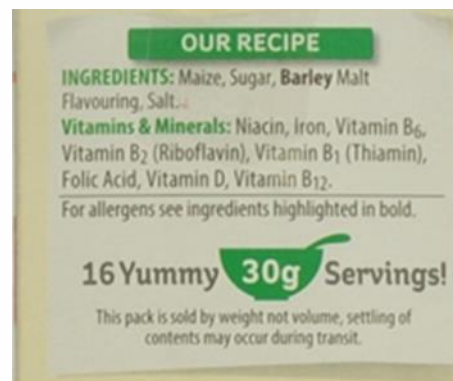 OUR RECIPE
INGREDIENTS: Maize, Sugar, Barley Malt
Flavouring, Salt.
Vitamins & Minerals: Niacin, Iron, Vitamin B6,
Vitamin B2 (Riboflavin), Vitamin B1 (Thiamin),
Folic Acid, Vitamin D, Vitamin B12.
For allergens see ingredients highlighted in bold.
16 Yummy 30g Servings!
This pack is sold by weight not volume, settling of
contents may occur during transit.